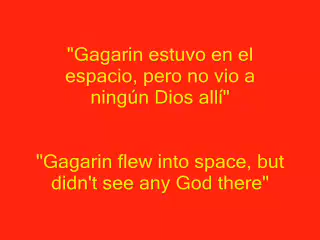 "Gagarin estuvo en el
espacio, pero no vio a
ningún Dios allí"
"Gagarin flew into space, but
didn't see any God there"